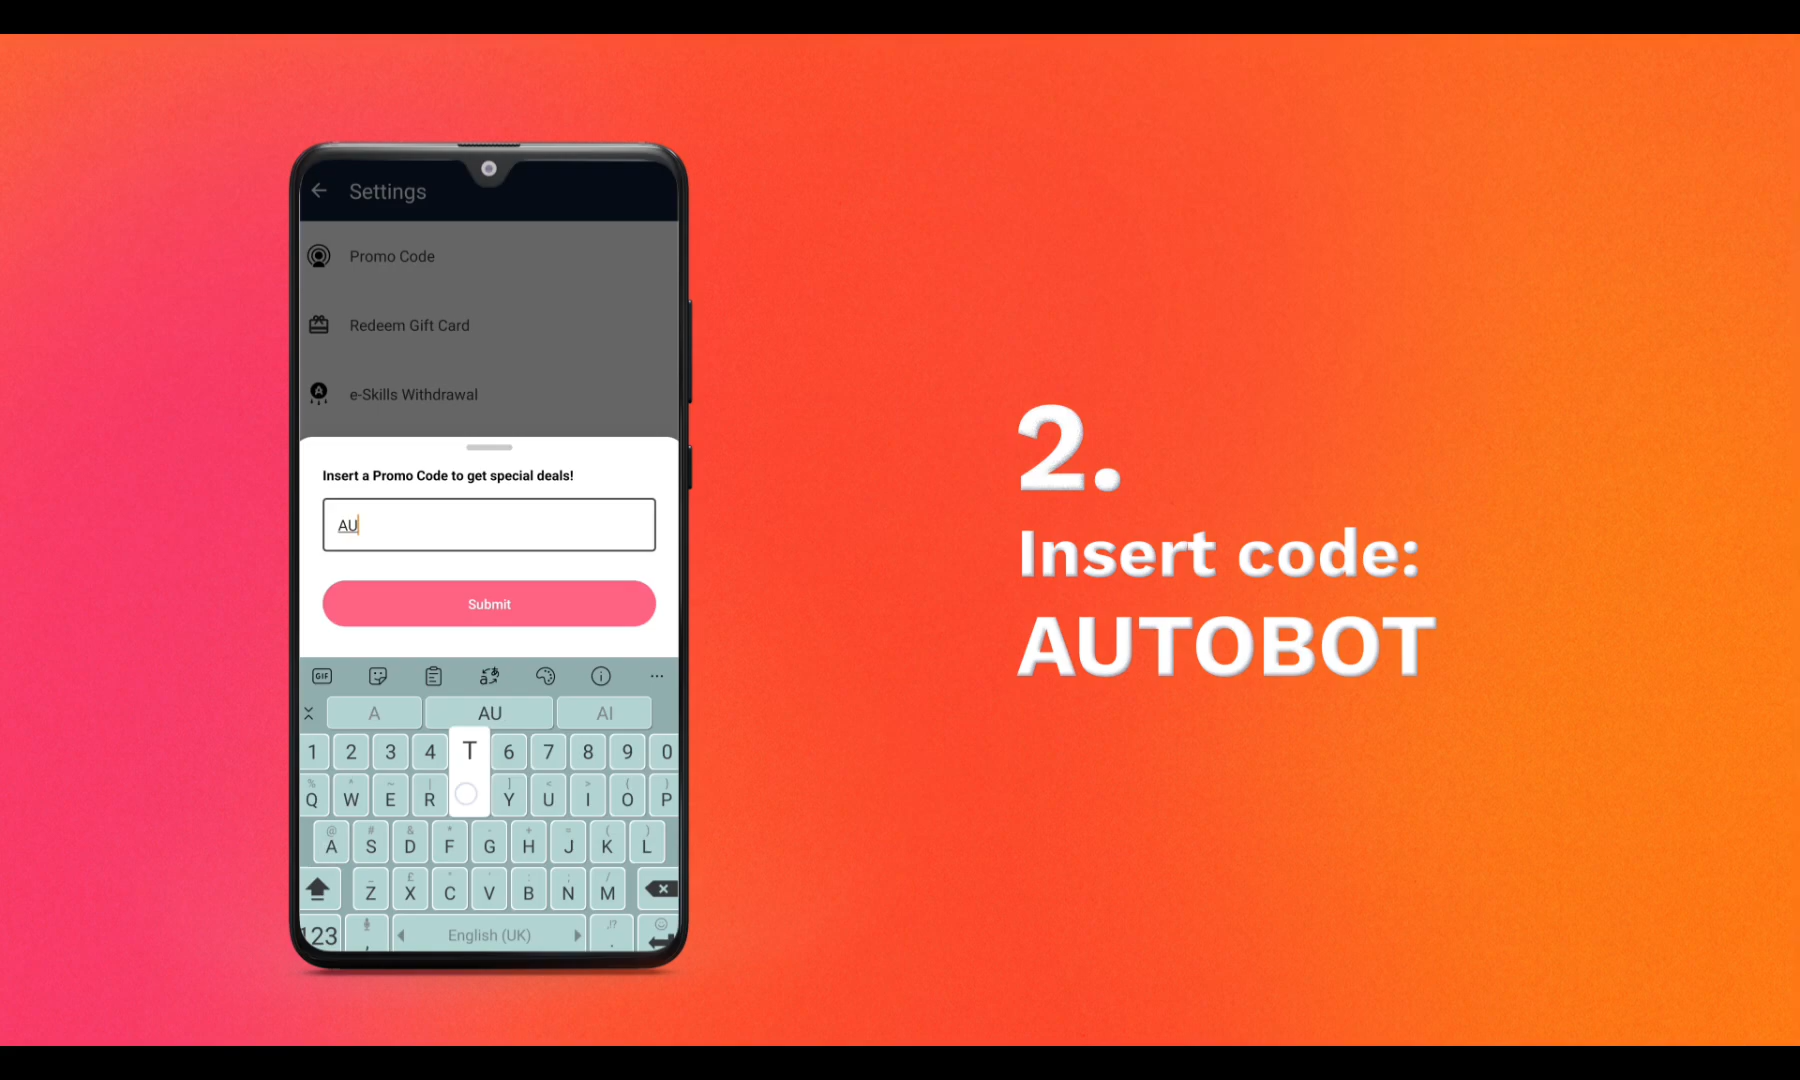 Settings
Promo Code
Redeem Gift Card
e-Skills Withdrawal
Insert a Promo Code to get special deals!
AU
Submit
GIF
A AU AI
1 2 3 4 T 6 7 8 9 0
Q W E R Y U I O P
A S D F G H J K L
Z X C V B N M
123 , English (UK) .
2.
Insert code:
AUTOBOT